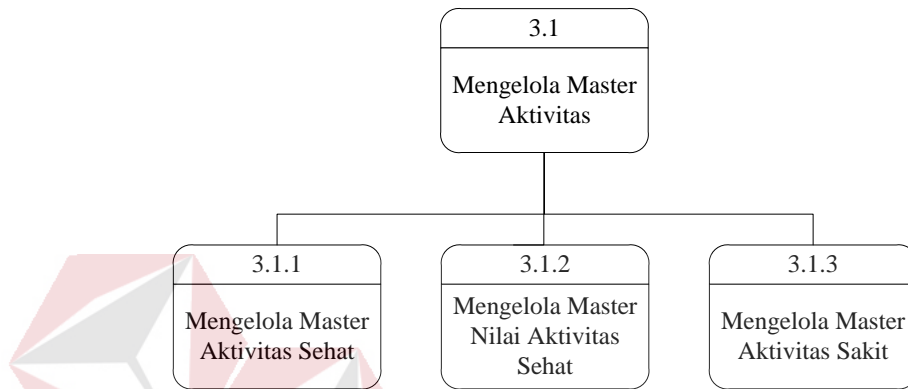 3.1
Mengelola Master
Aktivitas
3.1.1
Mengelola Master
Aktivitas Sehat
3.1.2
Mengelola Master
Nilai Aktivitas
Sehat
3.1.3
Mengelola Master
Aktivitas Sakit